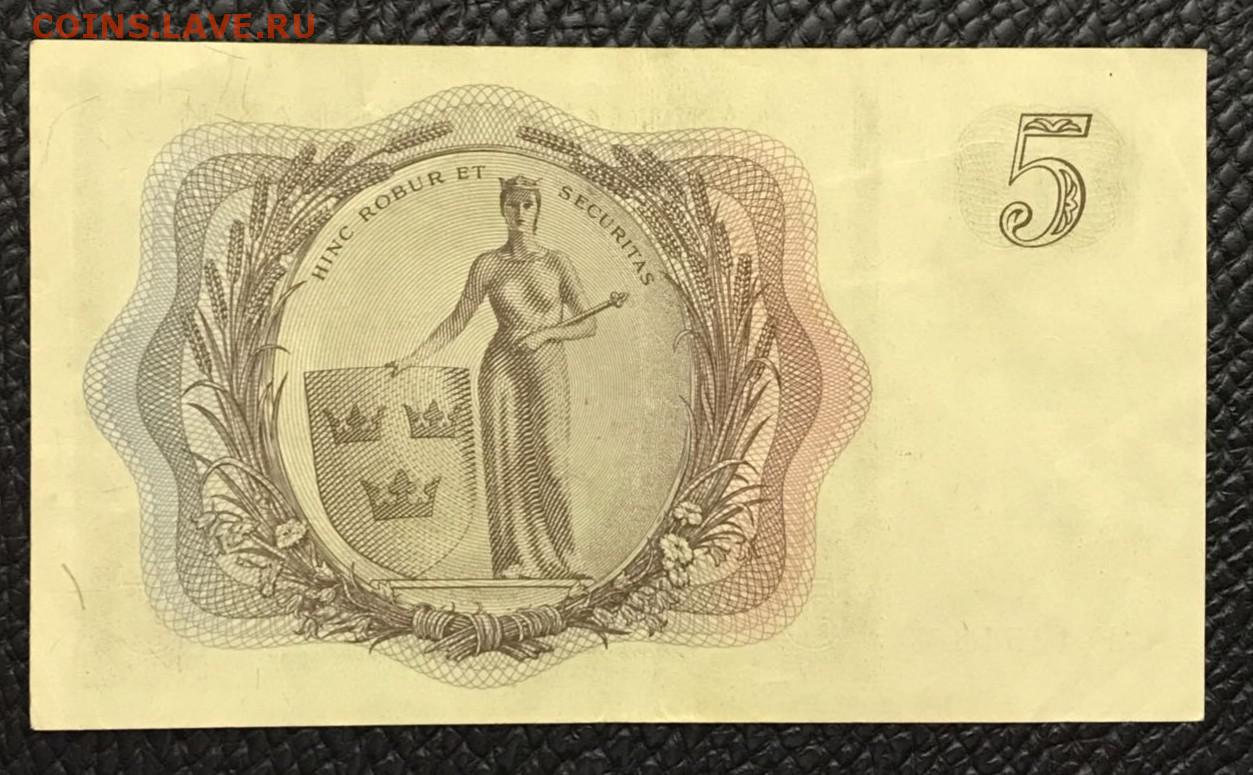 COINS.LAVE.RU
HINC ROBUR ET SECURITAS
5